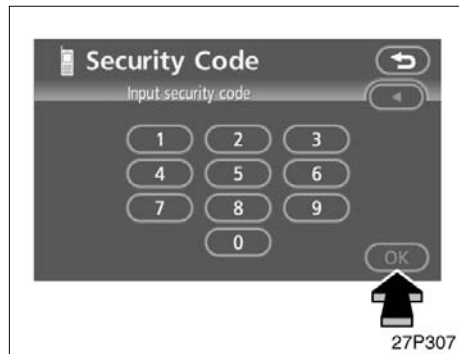 Security Code
Input security code
1 2 3
4 5 6
7 8 9
0
OK
27P307